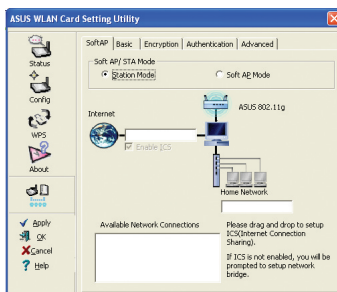 ASUS WLAN Card Setting Utility
Status
Config
WPS
About
Apply
OK
Cancel
Help
SoftAP
Basic
Encryption
Authentication
Advanced
Soft AP/ STA Mode
Station Mode
Soft AP Mode
Internet
Enable ICS
ASUS 802.11g
Home Network
Available Network Connections
Please drag and drop to setup
ICS(Internet Connection
Sharing).
If ICS is not enabled, you will be
prompted to setup network
bridge.